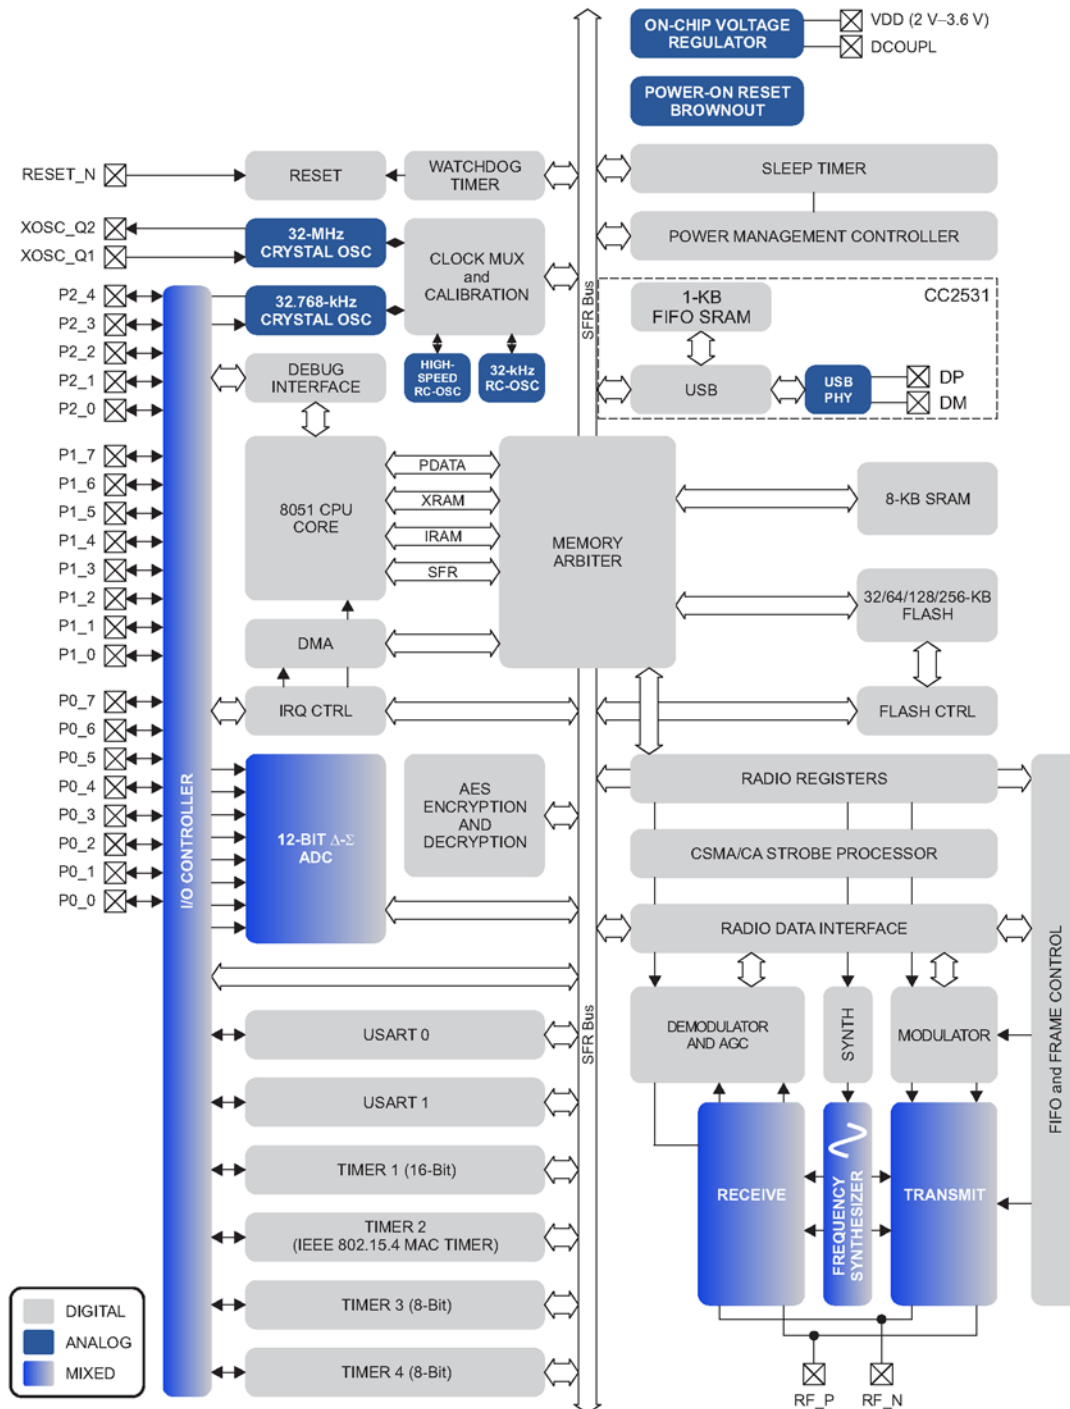 ON-CHIP VOLTAGE
REGULATOR
VDD (2 V–3.6 V)
DCOUPL
POWER-ON RESET
BROWNOUT
RESET_N
RESET
WATCHDOG
TIMER
SLEEP TIMER
XOSC_Q2
XOSC_Q1
32-MHz
CRYSTAL OSC
CLOCK MUX
and
CALIBRATION
POWER MANAGEMENT CONTROLLER
SFR Bus
P2_4
P2_3
P2_2
P2_1
P2_0
32.768-kHz
CRYSTAL OSC
DEBUG
INTERFACE
HIGH-
SPEED
RC-OSC
32-kHz
RC-OSC
1-KB
FIFO SRAM
CC2531
USB
USB
PHY
DP
DM
P1_7
P1_6
P1_5
P1_4
P1_3
P1_2
P1_1
P1_0
8051 CPU
CORE
PDATA
XRAM
IRAM
SFR
MEMORY
ARBITER
8-KB SRAM
32/64/128/256-KB
FLASH
DMA
IRQ CTRL
FLASH CTRL
P0_7
P0_6
P0_5
P0_4
P0_3
P0_2
P0_1
P0_0
I/O CONTROLLER
12-BIT Δ-Σ
ADC
AES
ENCRYPTION
AND
DECRYPTION
RADIO REGISTERS
CSMA/CA STROBE PROCESSOR
RADIO DATA INTERFACE
FIFO and FRAME CONTROL
SFR Bus
DEMODULATOR
AND AGC
SYNTH
MODULATOR
USART 0
USART 1
TIMER 1 (16-Bit)
TIMER 2
(IEEE 802.15.4 MAC TIMER)
TIMER 3 (8-Bit)
TIMER 4 (8-Bit)
RECEIVE
FREQUENCY
SYNTHESIZER
TRANSMIT
RF_P
RF_N
DIGITAL
ANALOG
MIXED